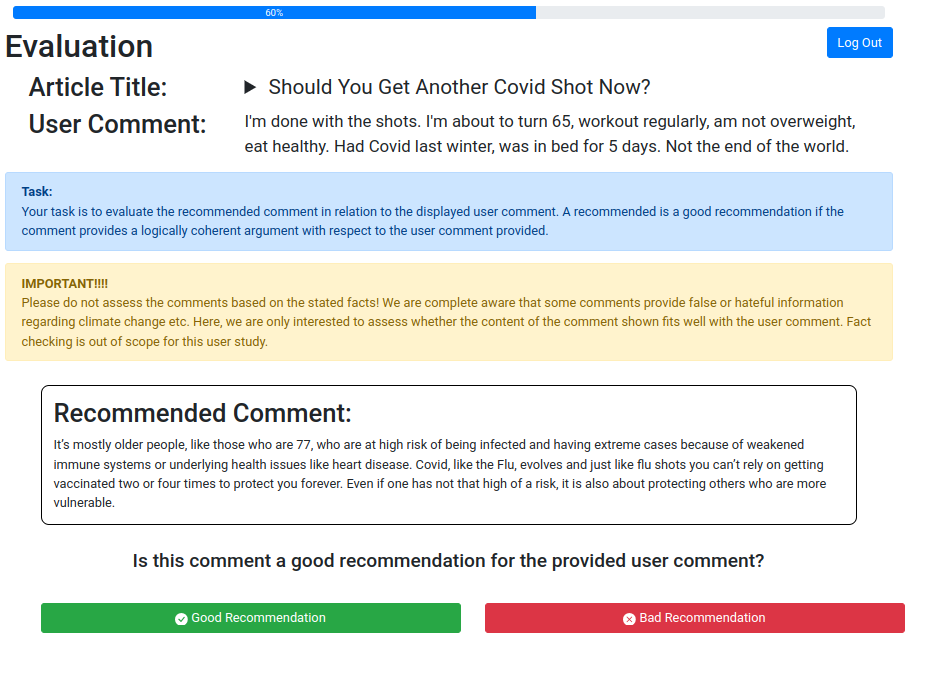 60%
Evaluation
Log Out
Article Title:
▶ Should You Get Another Covid Shot Now?
User Comment:
I'm done with the shots. I'm about to turn 65, workout regularly, am not overweight,
eat healthy. Had Covid last winter, was in bed for 5 days. Not the end of the world.
Task:
Your task is to evaluate the recommended comment in relation to the displayed user comment. A recommended is a good recommendation if the
comment provides a logically coherent argument with respect to the user comment provided.
IMPORTANT!!!!
Please do not assess the comments based on the stated facts! We are complete aware that some comments provide false or hateful information
regarding climate change etc. Here, we are only interested to assess whether the content of the comment shown fits well with the user comment. Fact
checking is out of scope for this user study.
Recommended Comment:
It's mostly older people, like those who are 77, who are at high risk of being infected and having extreme cases because of weakened
immune systems or underlying health issues like heart disease. Covid, like the Flu, evolves and just like flu shots you can't rely on getting
vaccinated two or four times to protect you forever. Even if one has not that high of a risk, it is also about protecting others who are more
vulnerable.
Is this comment a good recommendation for the provided user comment?
Good Recommendation
Bad Recommendation